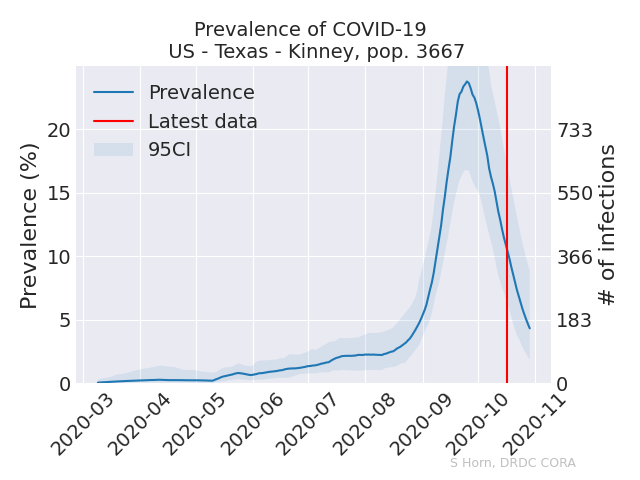 Prevalence of COVID-19
US - Texas - Kinney, pop. 3667
Prevalence
Latest data
95CI
Prevalence (%)
20
15
10
5
0
733
550
366
183
0
# of infections
2020-03
2020-04
2020-05
2020-06
2020-07
2020-08
2020-09
2020-10
2020-11
S Horn, DRDC CORA